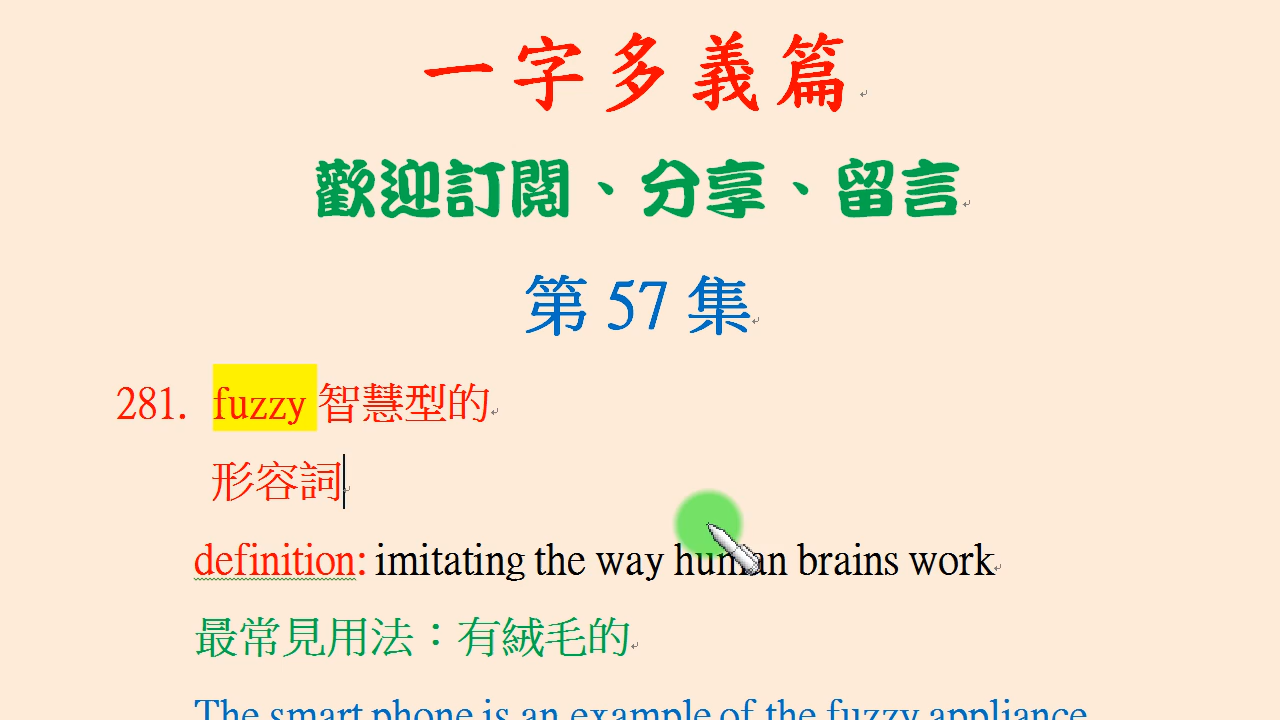 一字多義篇
歡迎訂閱、分享、留言
第 57 集
281. fuzzy 智慧型的
形容詞
definition: imitating the way human brains work
最常見用法：有絨毛的
The smart phone is an example of the fuzzy appliance